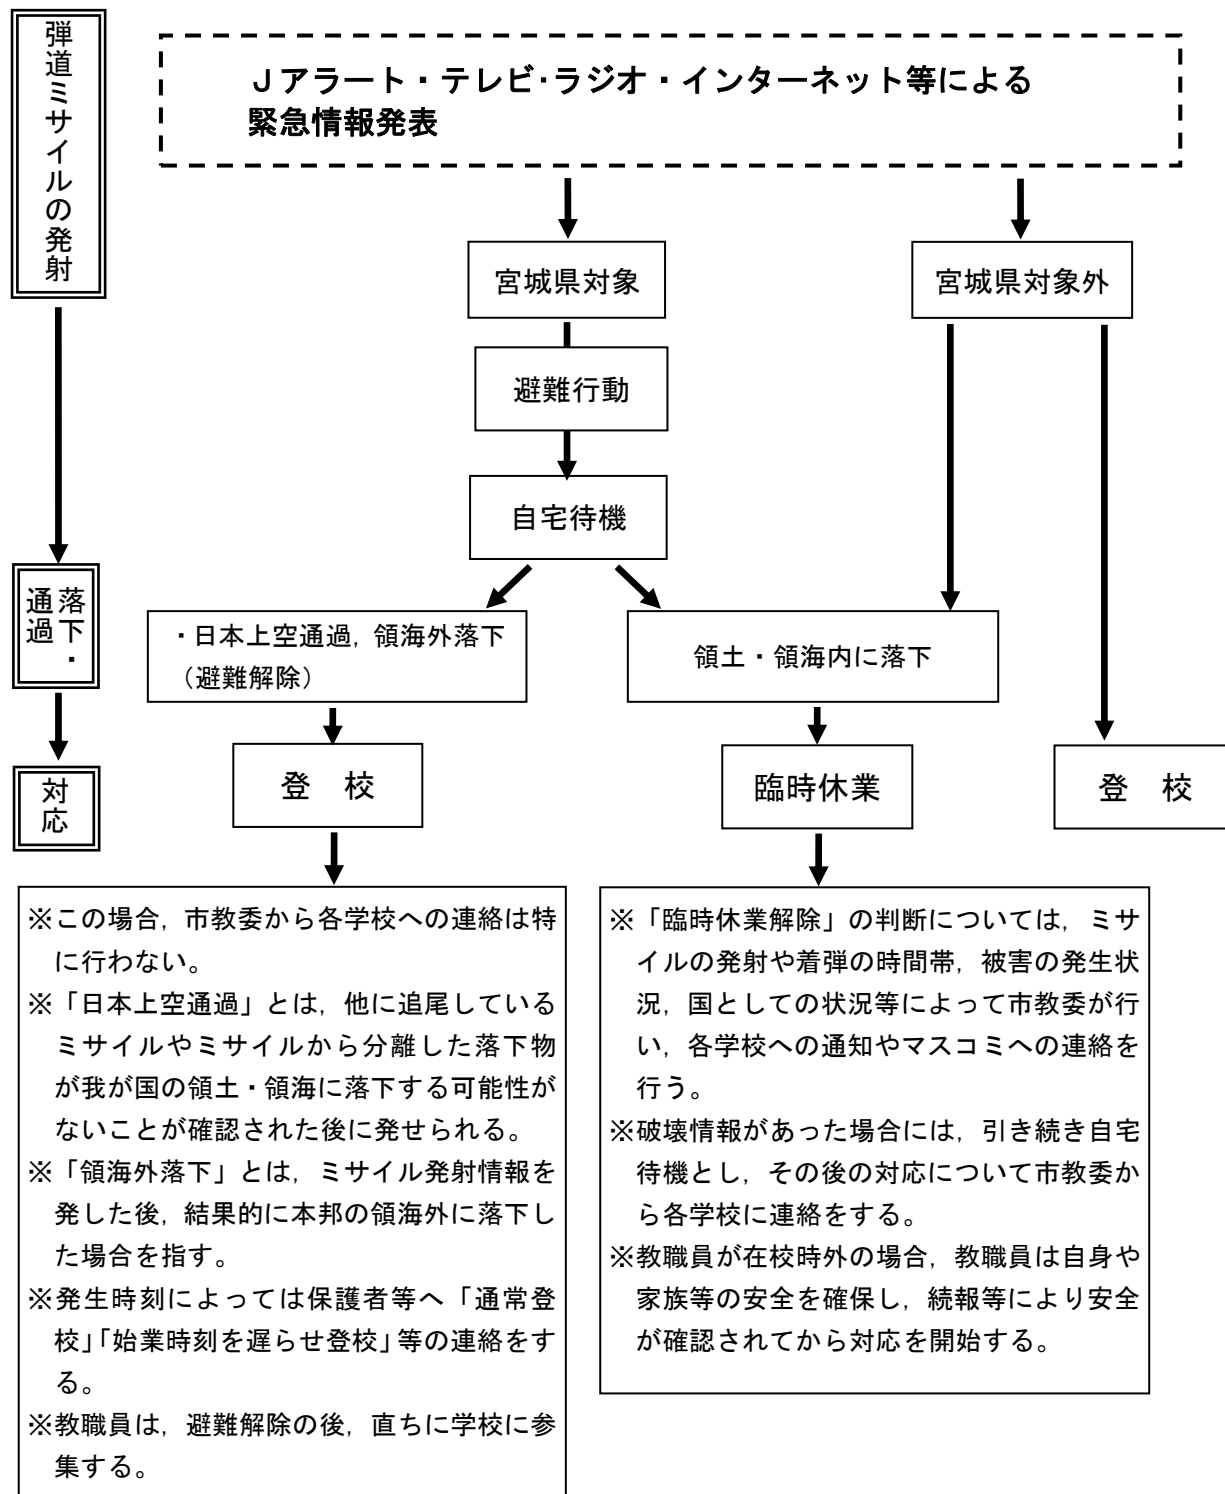 弾道ミサイルの発射
Ｊアラート・テレビ・ラジオ・インターネット等による
緊急情報発表
宮城県対象
宮城県対象外
避難行動
自宅待機
落下・
通過
・日本上空通過，領海外落下
（避難解除）
領土・領海内に落下
対応
登　校
臨時休業
登　校
※この場合，市教委から各学校への連絡は特
に行わない。
※「日本上空通過」とは，他に追尾している
ミサイルやミサイルから分離した落下物
が我が国の領土・領海に落下する可能性が
ないことが確認された後に発せられる。
※「領海外落下」とは，ミサイル発射情報を
発した後，結果的に本邦の領海外に落下し
た場合を指す。
※発生時刻によっては保護者等へ「通常登
校」「始業時刻を遅らせ登校」等の連絡をす
る。
※教職員は，避難解除の後，直ちに学校に参
集する。
※「臨時休業解除」の判断については，ミサ
イルの発射や着弾の時間帯，被害の発生状
況，国としての状況等によって市教委が行
い，各学校への通知やマスコミへの連絡を
行う。
※破壊情報があった場合には，引き続き自宅
待機とし，その後の対応について市教委か
ら各学校に連絡をする。
※教職員が在校時外の場合，教職員は自身や
家族等の安全を確保し，続報等により安全
が確認されてから対応を開始する。